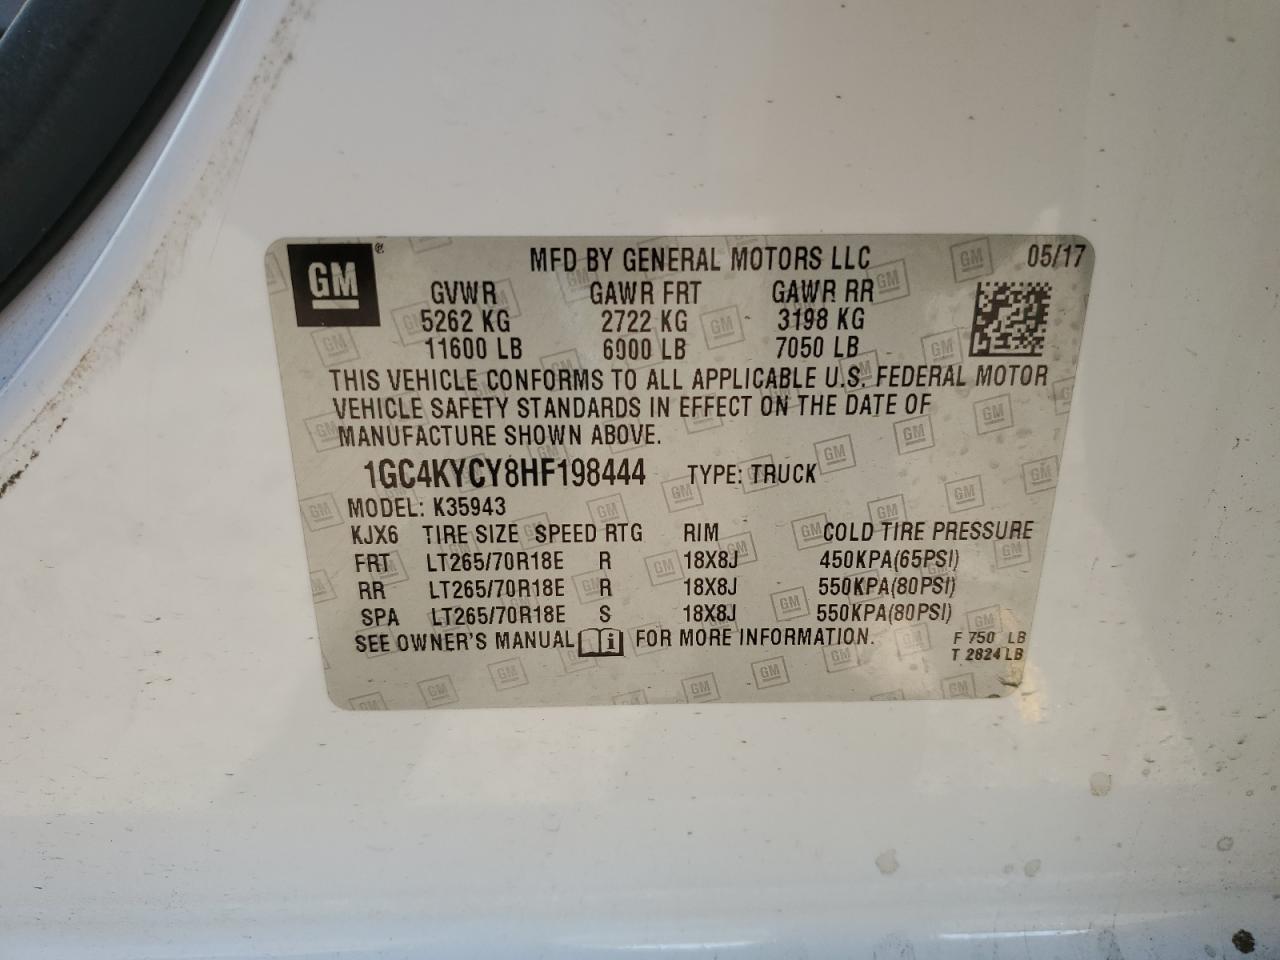 GM ®
MFD BY GENERAL MOTORS LLC 05/17
GVWR GAWR FRT GAWR RR
5262 KG 2722 KG 3198 KG
11600 LB 6000 LB 7050 LB
THIS VEHICLE CONFORMS TO ALL APPLICABLE U.S. FEDERAL MOTOR
VEHICLE SAFETY STANDARDS IN EFFECT ON THE DATE OF
MANUFACTURE SHOWN ABOVE.
1GC4KYCY8HF198444 TYPE: TRUCK
MODEL: K35943
KJX6 TIRE SIZE SPEED RTG RIM COLD TIRE PRESSURE
FRT LT265/70R18E R 18X8J 450KPA(65PSI)
RR LT265/70R18E R 18X8J 550KPA(80PSI)
SPA LT265/70R18E S 18X8J 550KPA(80PSI)
SEE OWNER'S MANUAL i FOR MORE INFORMATION.
F 750 LB
T 2824 LB